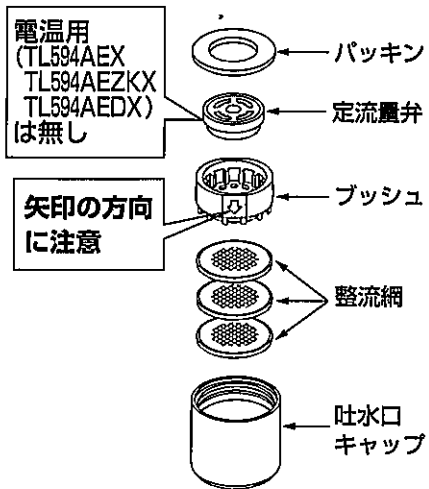 電温用
(TL594AEX
TL594AEZKX
TL594AEDX)
は無し
パッキン
定流量弁
ブッシュ
矢印の方向
に注意
整流網
吐水口
キャップ